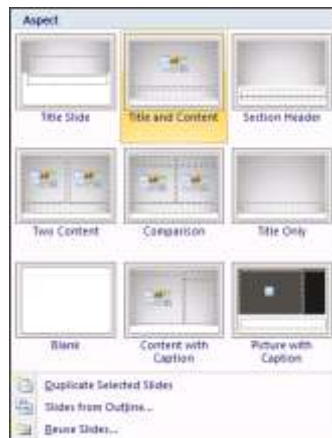 Aspect
Title Slide
Title and Content
Section Header
Two Content
Comparison
Title Only
Blank
Content with
Caption
Picture with
Caption
Duplicate Selected Slides
Slides from Outline...
Reuse Slides...